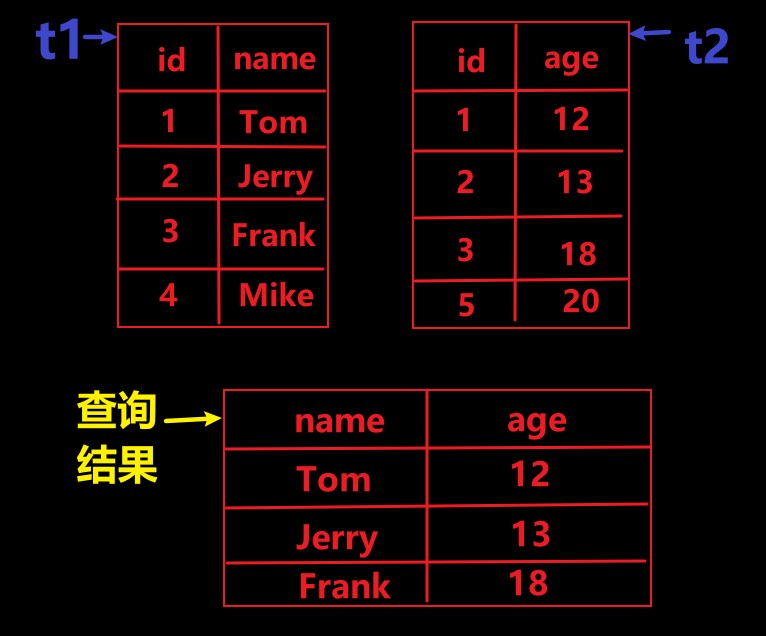 t1
id name
1 Tom
2 Jerry
3 Frank
4 Mike
t2
id age
1 12
2 13
3 18
5 20
查询
结果
name age
Tom 12
Jerry 13
Frank 18